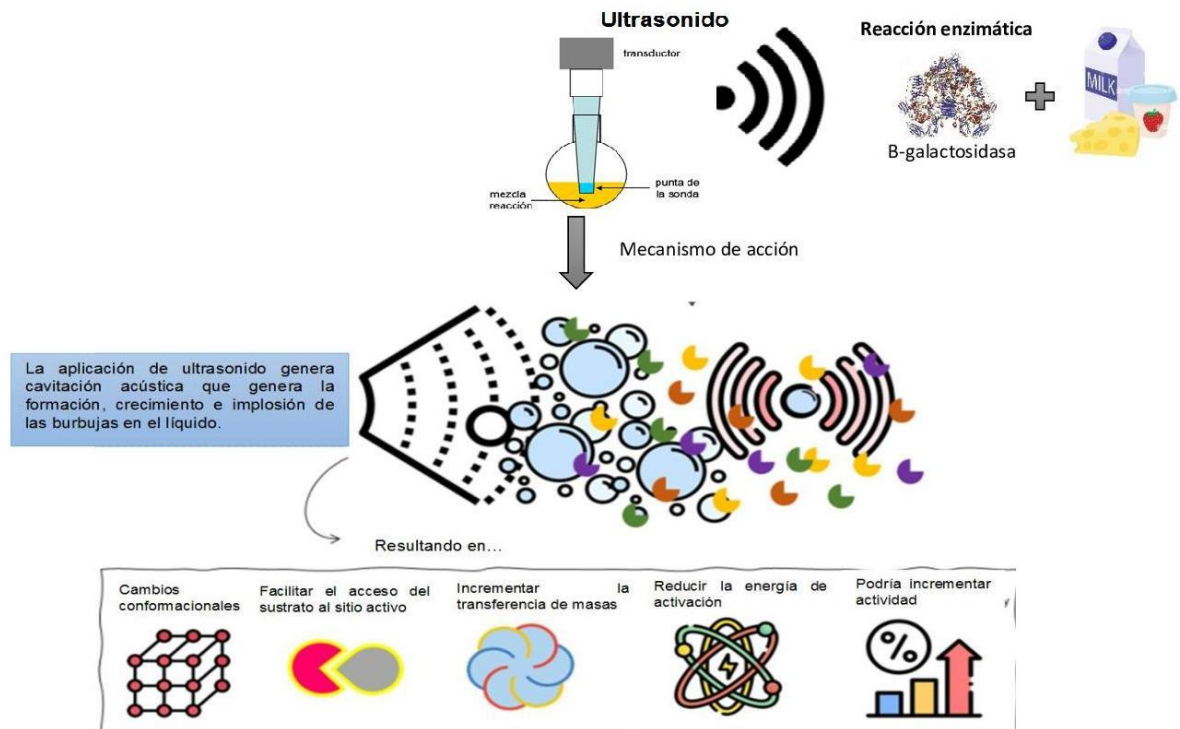 Ultrasonido
transductor
punta de
la sonda
mezcla
reacción
Reacción enzimática
MILK
B-galactosidasa
Mecanismo de acción
La aplicación de ultrasonido genera
cavitación acústica que genera la
formación, crecimiento e implosión de
las burbujas en el líquido.
Resultando en...
Cambios
conformacionales
Facilitar el acceso del
sustrato al sitio activo
Incrementar la
transferencia de masas
Reducir la energía de
activación
Podría incrementar
actividad
%